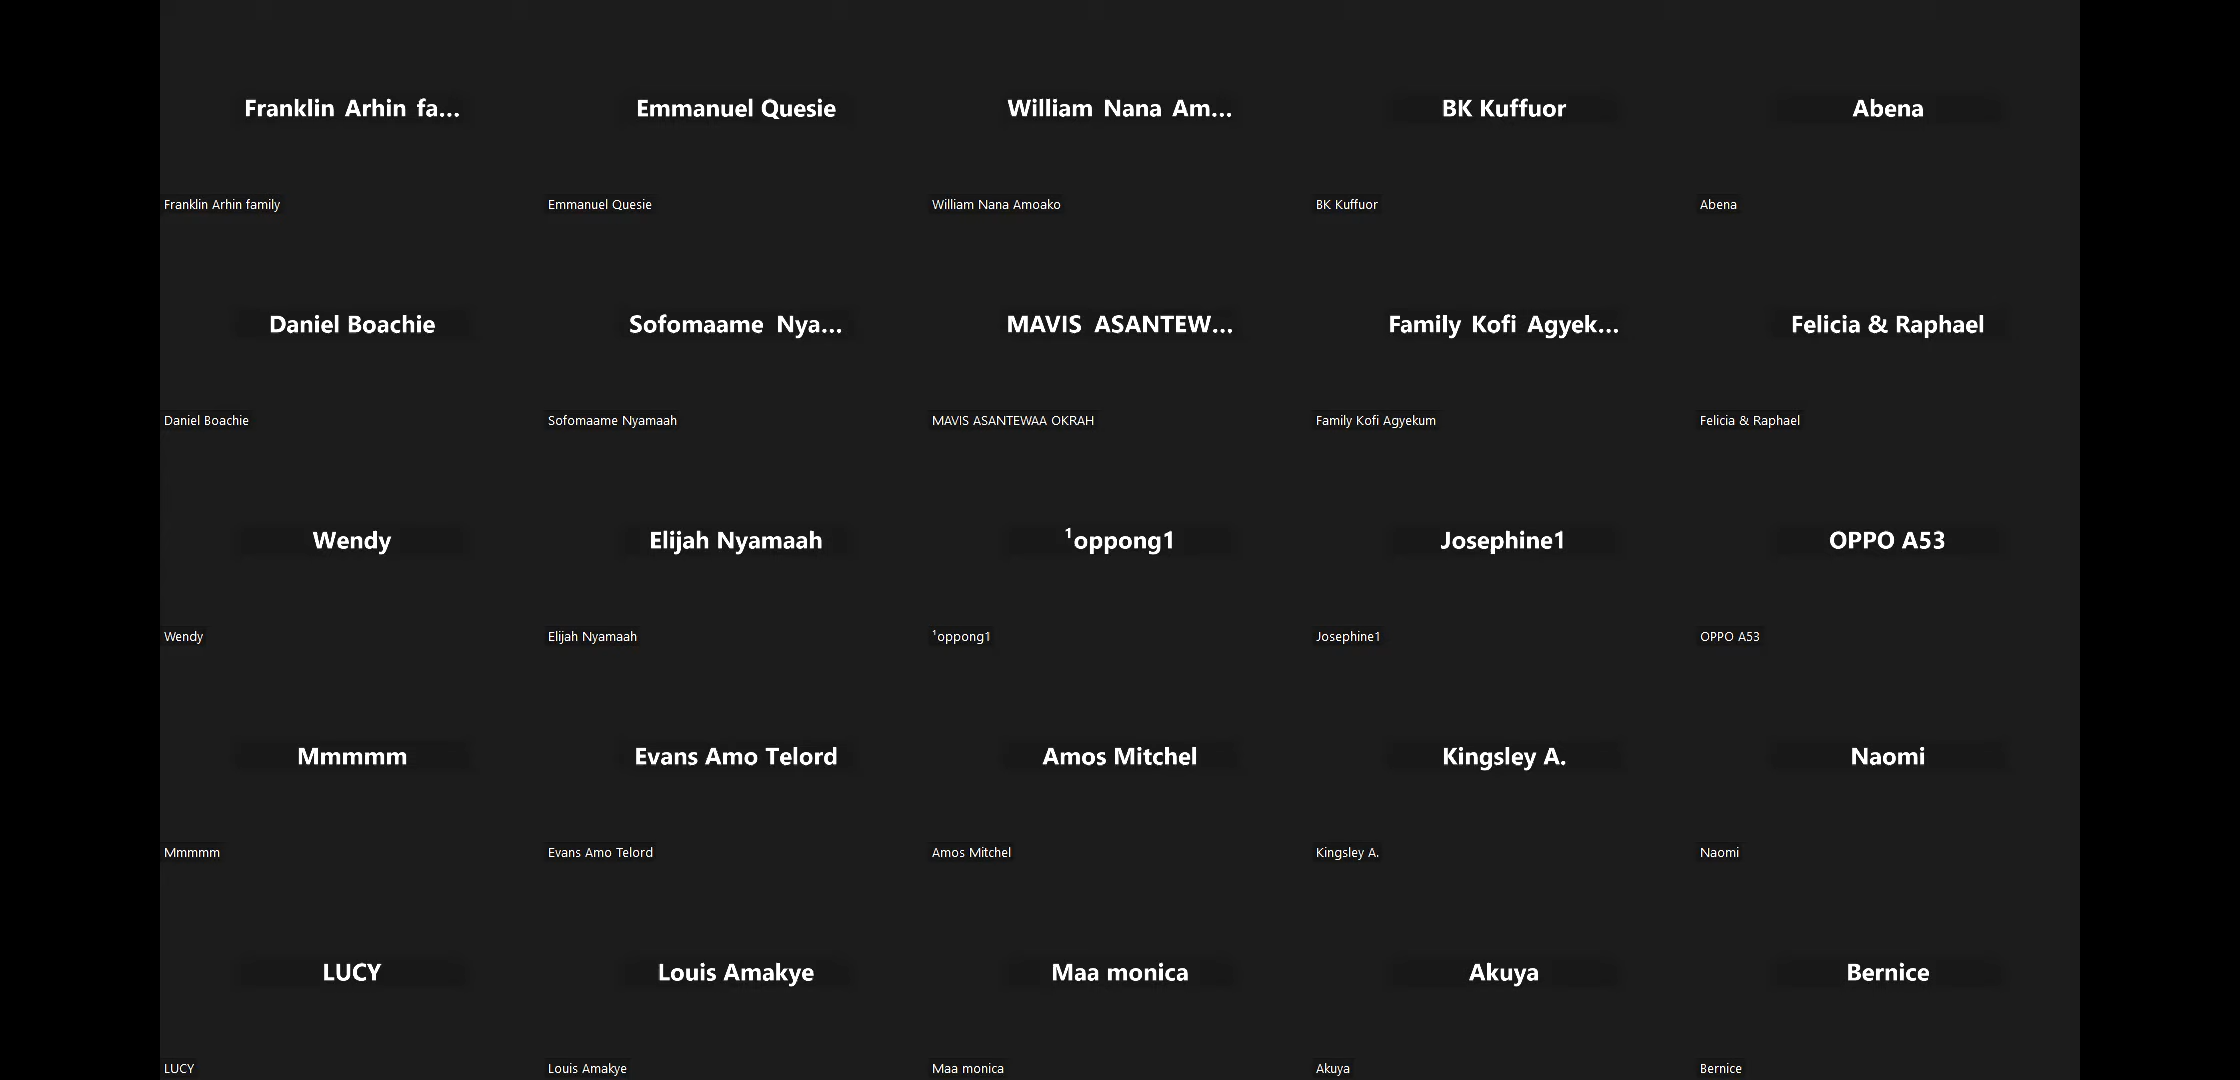 Franklin Arhin fa...
Emmanuel Quesie
William Nana Am...
BK Kuffuor
Abena
Franklin Arhin family
Emmanuel Quesie
William Nana Amoako
BK Kuffuor
Abena
Daniel Boachie
Sofomaame Nya...
MAVIS ASANTEW...
Family Kofi Agyek...
Felicia & Raphael
Daniel Boachie
Sofomaame Nyamaah
MAVIS ASANTEWAA OKRAH
Family Kofi Agyekum
Felicia & Raphael
Wendy
Elijah Nyamaah
¹oppong1
Josephine1
OPPO A53
Wendy
Elijah Nyamaah
¹oppong1
Josephine1
OPPO A53
Mmmmm
Evans Amo Telord
Amos Mitchel
Kingsley A.
Naomi
Mmmmm
Evans Amo Telord
Amos Mitchel
Kingsley A.
Naomi
LUCY
Louis Amakye
Maa monica
Akuya
Bernice
LUCY
Louis Amakye
Maa monica
Akuya
Bernice